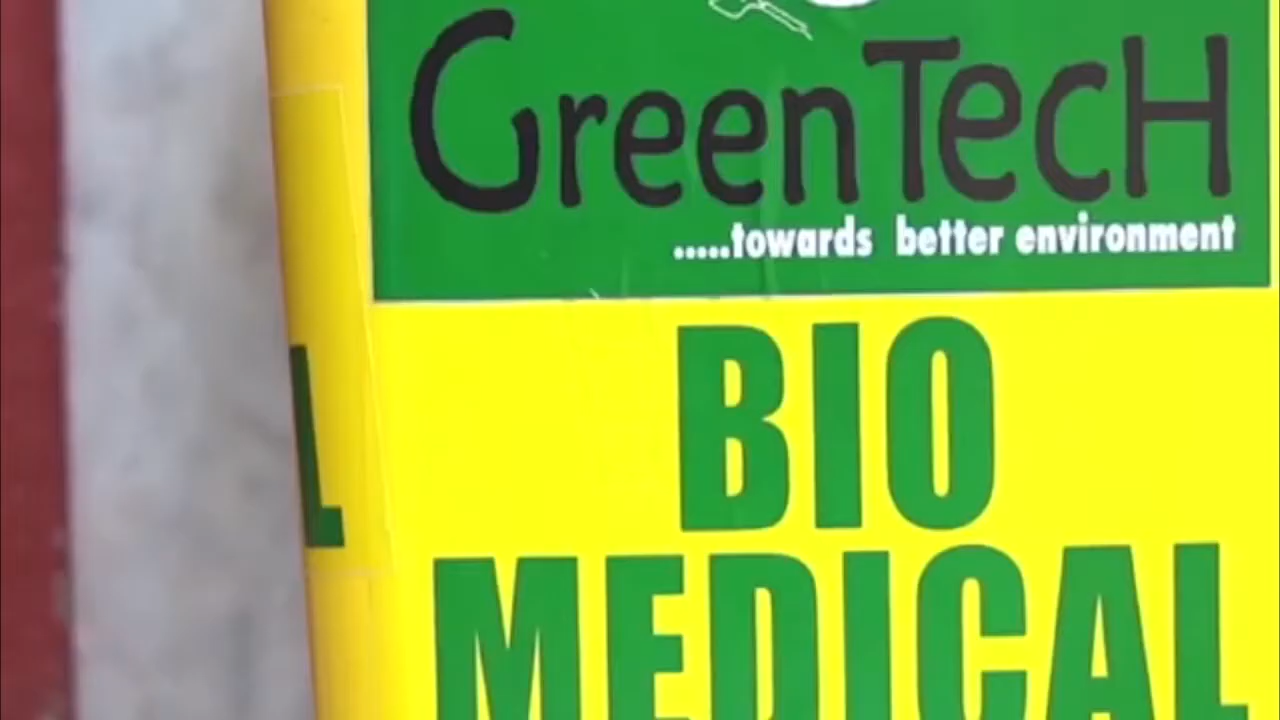 GreenTecH
.....towards better environment
BIO
MEDICAL
L